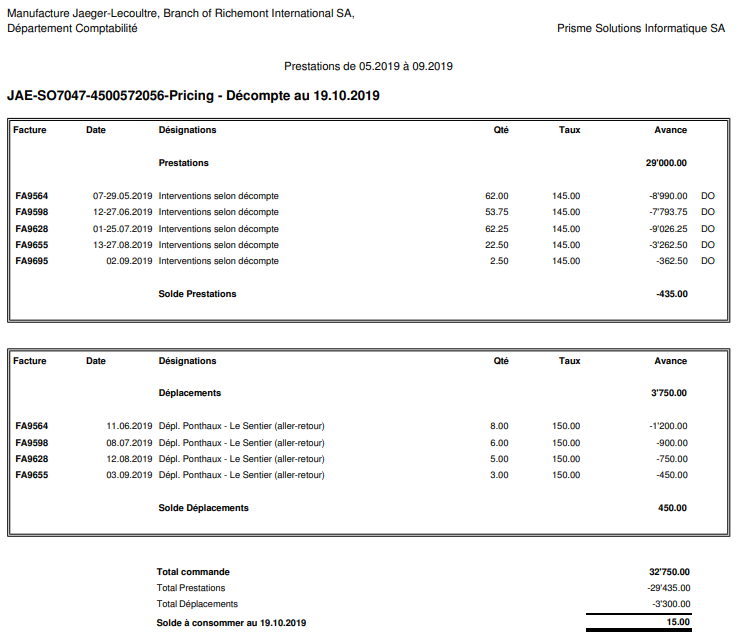 Manufacture Jaeger-Lecoultre, Branch of Richemont International SA,
Département Comptabilité Prisme Solutions Informatique SA
Prestations de 05.2019 à 09.2019
JAE-SO7047-4500572056-Pricing - Décompte au 19.10.2019
Facture Date Désignations Qté Taux Avance
Prestations 29'000.00
FA9564 07-29.05.2019 Interventions selon décompte 62.00 145.00 -8'990.00 DO
FA9598 12-27.06.2019 Interventions selon décompte 53.75 145.00 -7'793.75 DO
FA9628 01-25.07.2019 Interventions selon décompte 62.25 145.00 -9'026.25 DO
FA9655 13-27.08.2019 Interventions selon décompte 22.50 145.00 -3'262.50 DO
FA9695 02.09.2019 Interventions selon décompte 2.50 145.00 -362.50 DO
Solde Prestations -435.00
Facture Date Désignations Qté Taux Avance
Déplacements 3'750.00
FA9564 11.06.2019 Dépl. Ponthaux - Le Sentier (aller-retour) 8.00 150.00 -1'200.00
FA9598 08.07.2019 Dépl. Ponthaux - Le Sentier (aller-retour) 6.00 150.00 -900.00
FA9628 12.08.2019 Dépl. Ponthaux - Le Sentier (aller-retour) 5.00 150.00 -750.00
FA9655 03.09.2019 Dépl. Ponthaux - Le Sentier (aller-retour) 3.00 150.00 -450.00
Solde Déplacements 450.00
Total commande 32'750.00
Total Prestations -29'435.00
Total Déplacements -3'300.00
Solde à consommer au 19.10.2019 15.00